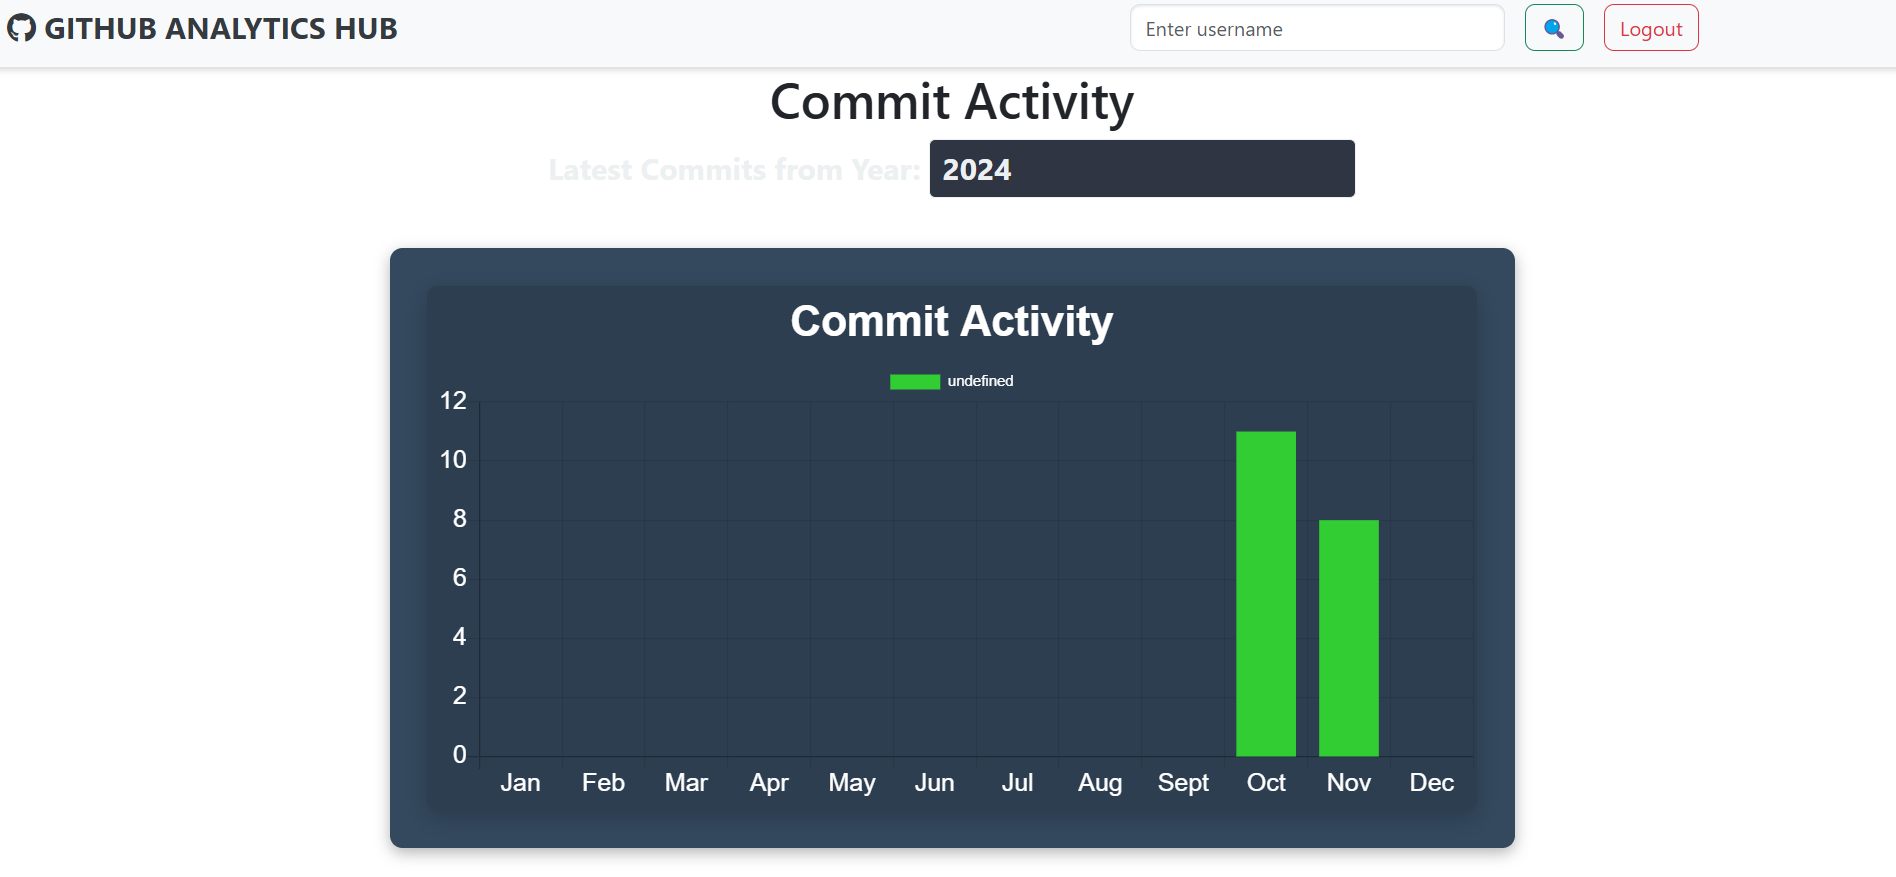 GITHUB ANALYTICS HUB
Enter username
Logout
Commit Activity
Latest Commits from Year: 2024
Commit Activity
undefined
12
10
8
6
4
2
0
Jan Feb Mar Apr May Jun Jul Aug Sept Oct Nov Dec